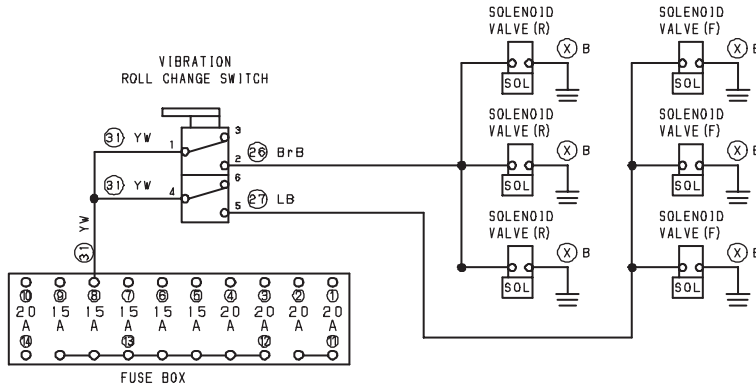 SOLENOID
VALVE(R)
SOLENOID
VALVE(F)
X B
X B
SOL
SOL
VIBRATION
ROLL CHANGE SWITCH
SOLENOID
VALVE(R)
SOLENOID
VALVE(F)
31 YW
1
3
2
26 BrB
X B
X B
SOL
SOL
31 YW
4
6
5
27 LB
SOLENOID
VALVE(R)
SOLENOID
VALVE(F)
31 YW
X B
X B
SOL
SOL
10 9 8 7 6 5 4 3 2 1
20 15 15 15 15 15 20 20 20 20
A A A A A A A A A A
14 13 12 11
FUSE BOX